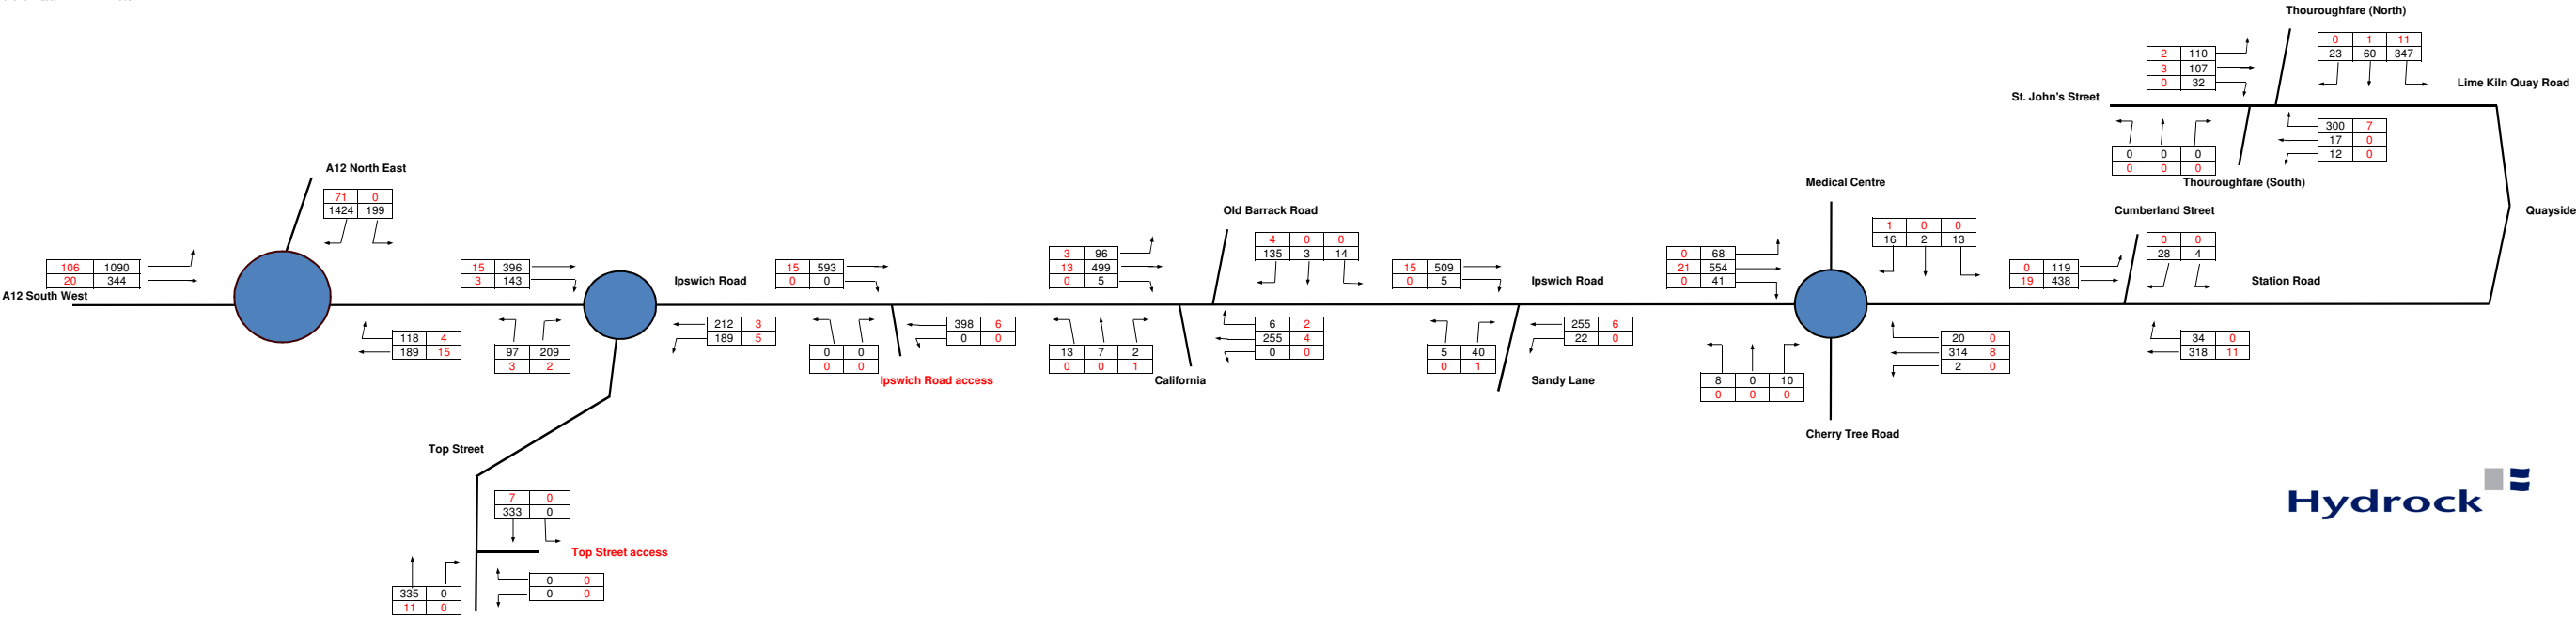 Thouroughfare (North)
2 110
3 107
0 32
0 1 11
23 60 347
Lime Kiln Quay Road
St. John's Street
0 0 0
0 0 0
300 7
17 0
12 0
Thouroughfare (South)
A12 North East
71 0
1424 199
Medical Centre
Old Barrack Road
Cumberland Street
Quayside
106 1090
20 344
A12 South West
15 396
3 143
Ipswich Road
15 593
0 0
3 96
13 499
0 5
4 0 0
135 3 14
15 509
0 5
Ipswich Road
0 68
21 554
0 41
1 0 0
16 2 13
0 119
19 438
0 0
28 4
Station Road
118 4
189 15
97 209
3 2
212 3
189 5
0 0
0 0
398 6
0 0
Ipswich Road access
13 7 2
0 0 1
California
6 2
255 4
0 0
5 40
0 1
255 6
22 0
Sandy Lane
8 0 10
0 0 0
20 0
314 8
2 0
34 0
318 11
Cherry Tree Road
Top Street
7 0
333 0
Top Street access
335 0
11 0
0 0
0 0
Hydrock